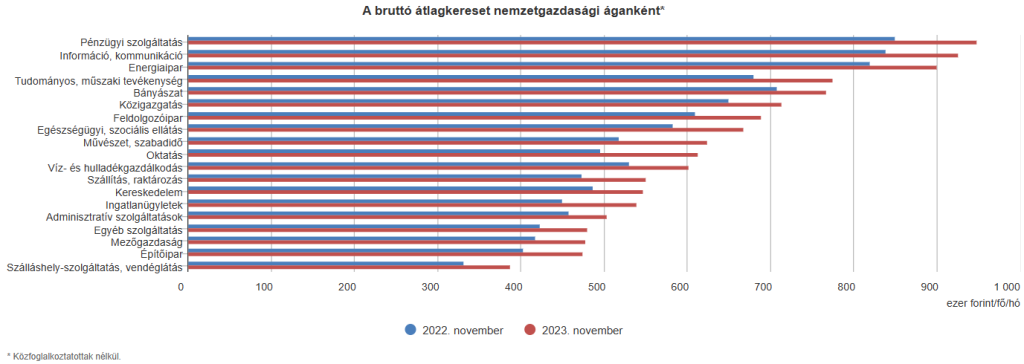 A bruttó átlagkereset nemzetgazdasági áganként*
Pénzügyi szolgáltatás
Információ, kommunikáció
Energiaipar
Tudományos, műszaki tevékenység
Bányászat
Közigazgatás
Feldolgozóipar
Egészségügyi, szociális ellátás
Művészet, szabadidő
Oktatás
Víz- és hulladékgazdálkodás
Szállítás, raktározás
Kereskedelem
Ingatlanügyletek
Adminisztratív szolgáltatások
Egyéb szolgáltatás
Mezőgazdaság
Építőipar
Szálláshely-szolgáltatás, vendéglátás
0 100 200 300 400 500 600 700 800 900 1 000
ezer forint/fő/hó
2022. november 2023. november
* Közfoglalkoztatottak nélkül.